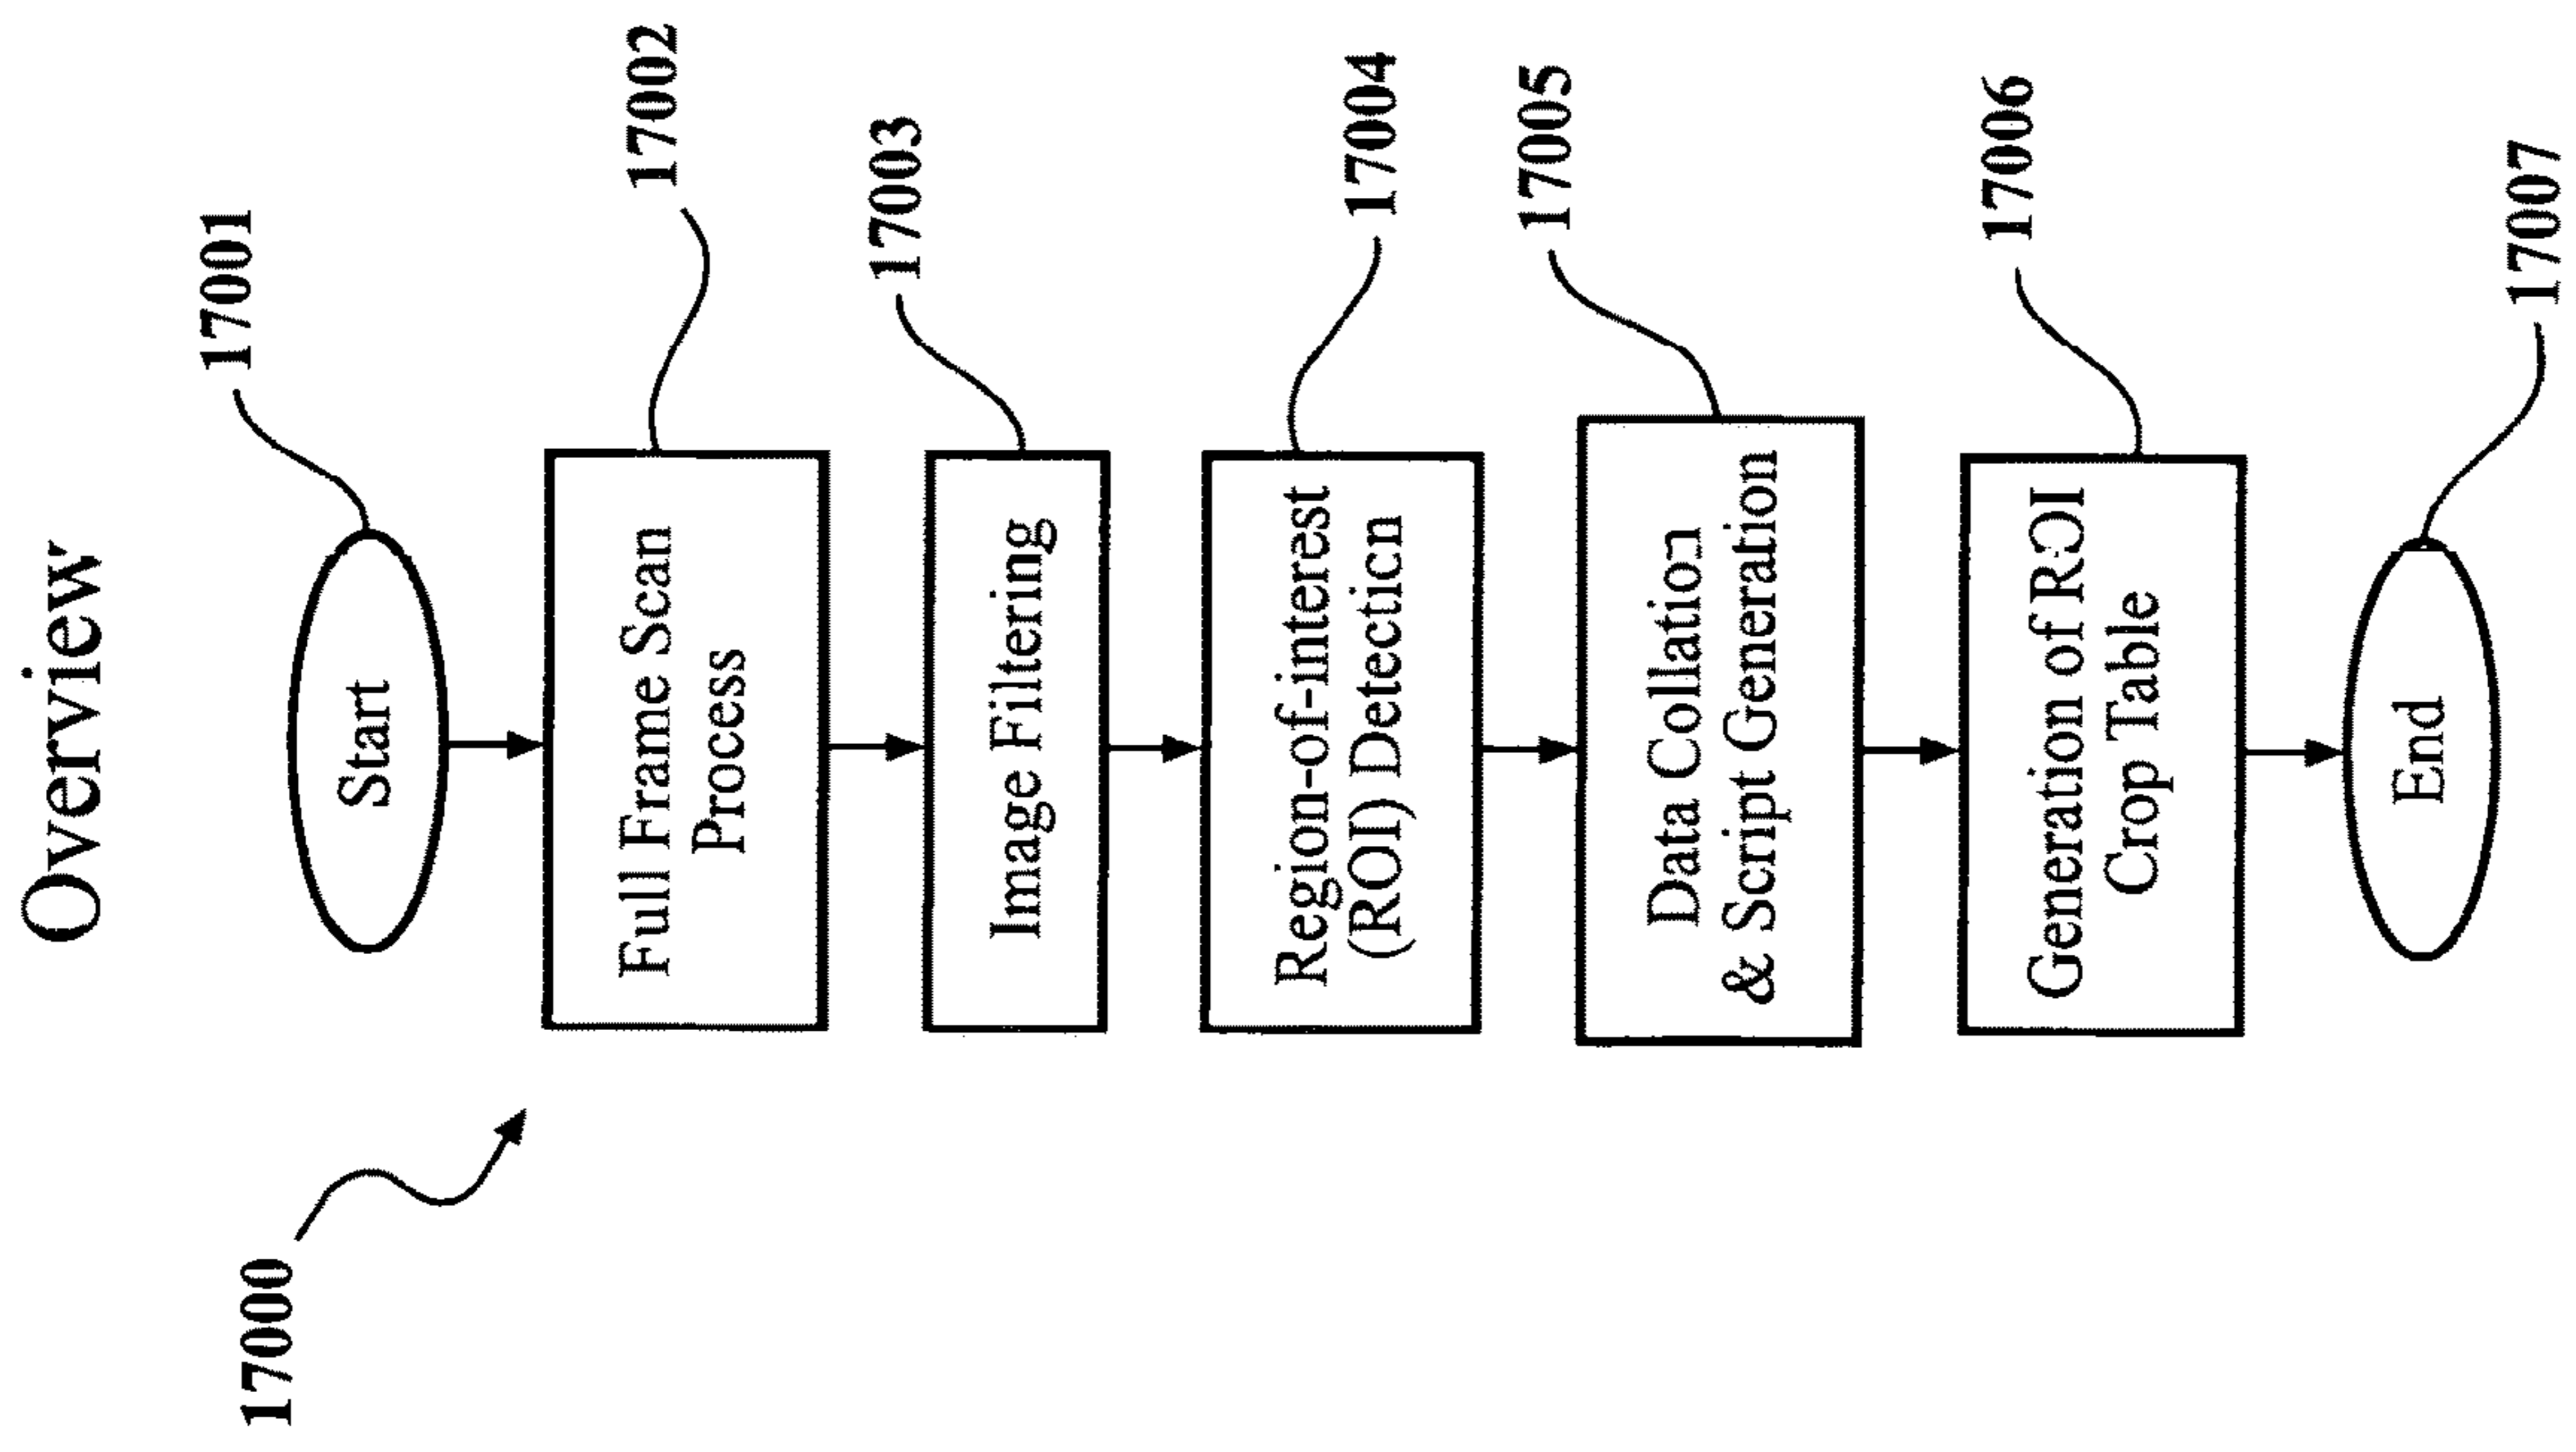 Overview
17000
17001
Start
17002
Full Frame Scan
Process
17003
Image Filtering
17004
Region-of-interest
(ROI) Detection
17005
Data Collation
& Script Generation
17006
Generation of ROI
Crop Table
17007
End